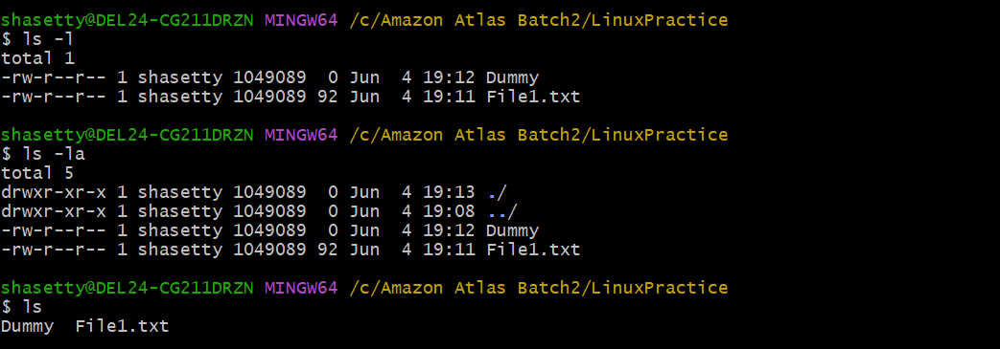 shasetty@DEL24-CG211DRZN MINGW64 /c/Amazon Atlas Batch2/LinuxPractice
$ ls -l
total 1
-rw-r--r-- 1 shasetty 1049089  0 Jun  4 19:12 Dummy
-rw-r--r-- 1 shasetty 1049089 92 Jun  4 19:11 File1.txt
shasetty@DEL24-CG211DRZN MINGW64 /c/Amazon Atlas Batch2/LinuxPractice
$ ls -la
total 5
drwxr-xr-x 1 shasetty 1049089  0 Jun  4 19:13 ./
drwxr-xr-x 1 shasetty 1049089  0 Jun  4 19:08 ../
-rw-r--r-- 1 shasetty 1049089  0 Jun  4 19:12 Dummy
-rw-r--r-- 1 shasetty 1049089 92 Jun  4 19:11 File1.txt
shasetty@DEL24-CG211DRZN MINGW64 /c/Amazon Atlas Batch2/LinuxPractice
$ ls
Dummy  File1.txt